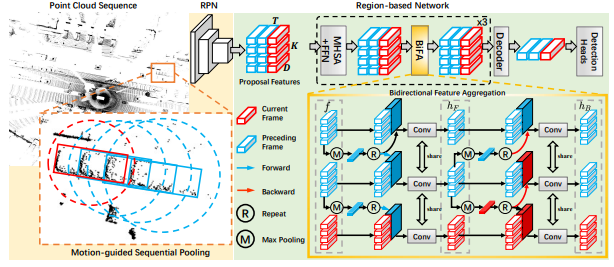 Point Cloud Sequence
RPN
Region-based Network
T
K
D
Proposal Features
MHSA
+FFN
BIFA
×3
Decoder
Detection
Heads
Current
Frame
Preceding
Frame
Forward
Backward
R Repeat
M Max Pooling
Motion-guided Sequential Pooling
Bidirectional Feature Aggregation
f
h_F
h_B
M R Conv M R Conv
share share
Conv Conv
M R M R
share share
Conv Conv